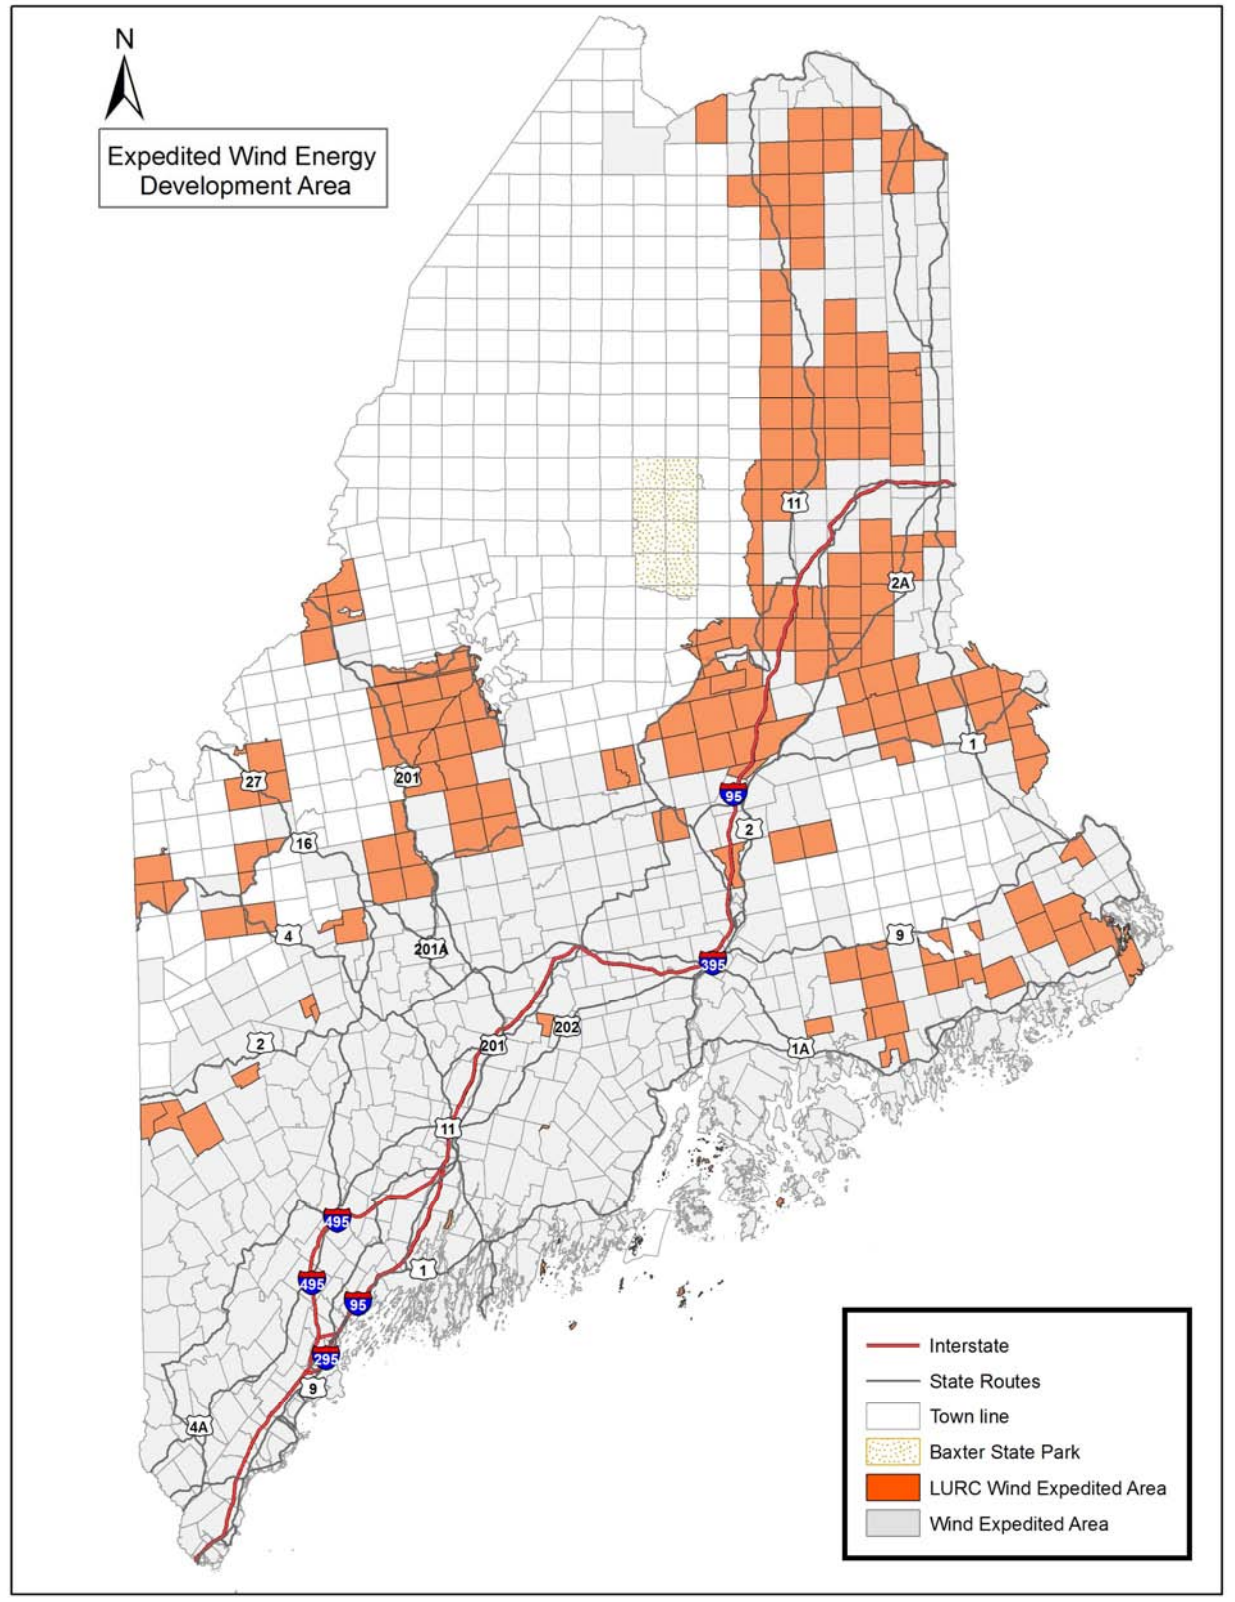 N
Expedited Wind Energy
Development Area
11
2A
1
27
201
95
2
16
4
201A
9
395
2
202
201
1A
11
495
1
495
95
295
9
4A
Interstate
State Routes
Town line
Baxter State Park
LURC Wind Expedited Area
Wind Expedited Area